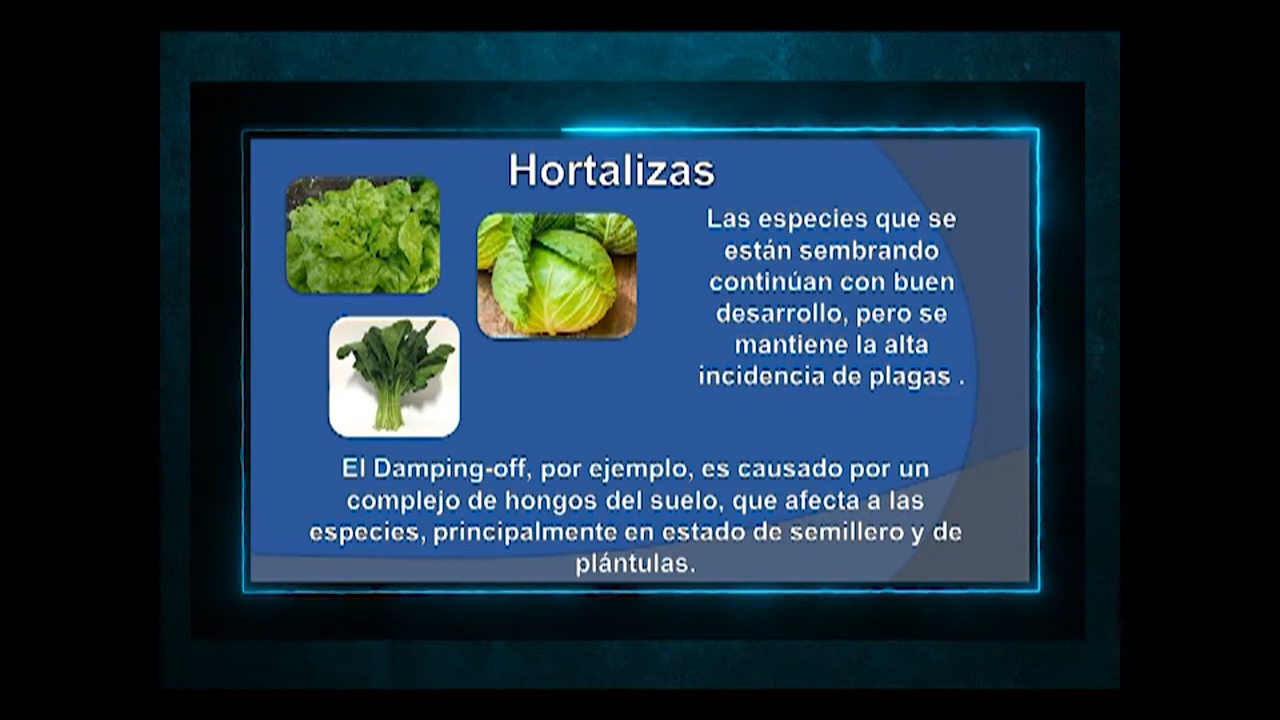 Hortalizas
Las especies que se
están sembrando
continúan con buen
desarrollo, pero se
mantiene la alta
incidencia de plagas .
El Damping-off, por ejemplo, es causado por un
complejo de hongos del suelo, que afecta a las
especies, principalmente en estado de semillero y de
plántulas.